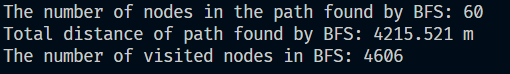 The number of nodes in the path found by BFS: 60
Total distance of path found by BFS: 4215.521 m
The number of visited nodes in BFS: 4606